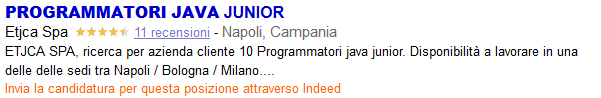 PROGRAMMATORI JAVA JUNIOR
Etjca Spa 11 recensioni - Napoli, Campania
ETJCA SPA, ricerca per azienda cliente 10 Programmatori java junior. Disponibilità a lavorare in una
delle delle sedi tra Napoli / Bologna / Milano....
Invia la candidatura per questa posizione attraverso Indeed